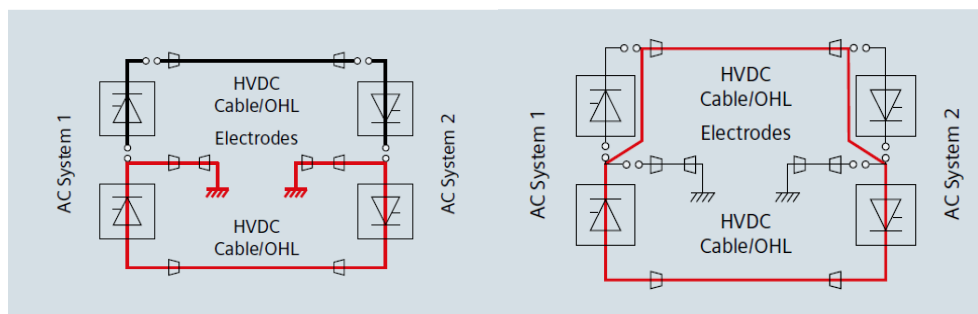 AC System 1
HVDC
Cable/OHL
Electrodes
HVDC
Cable/OHL
AC System 2
AC System 1
HVDC
Cable/OHL
Electrodes
HVDC
Cable/OHL
AC System 2